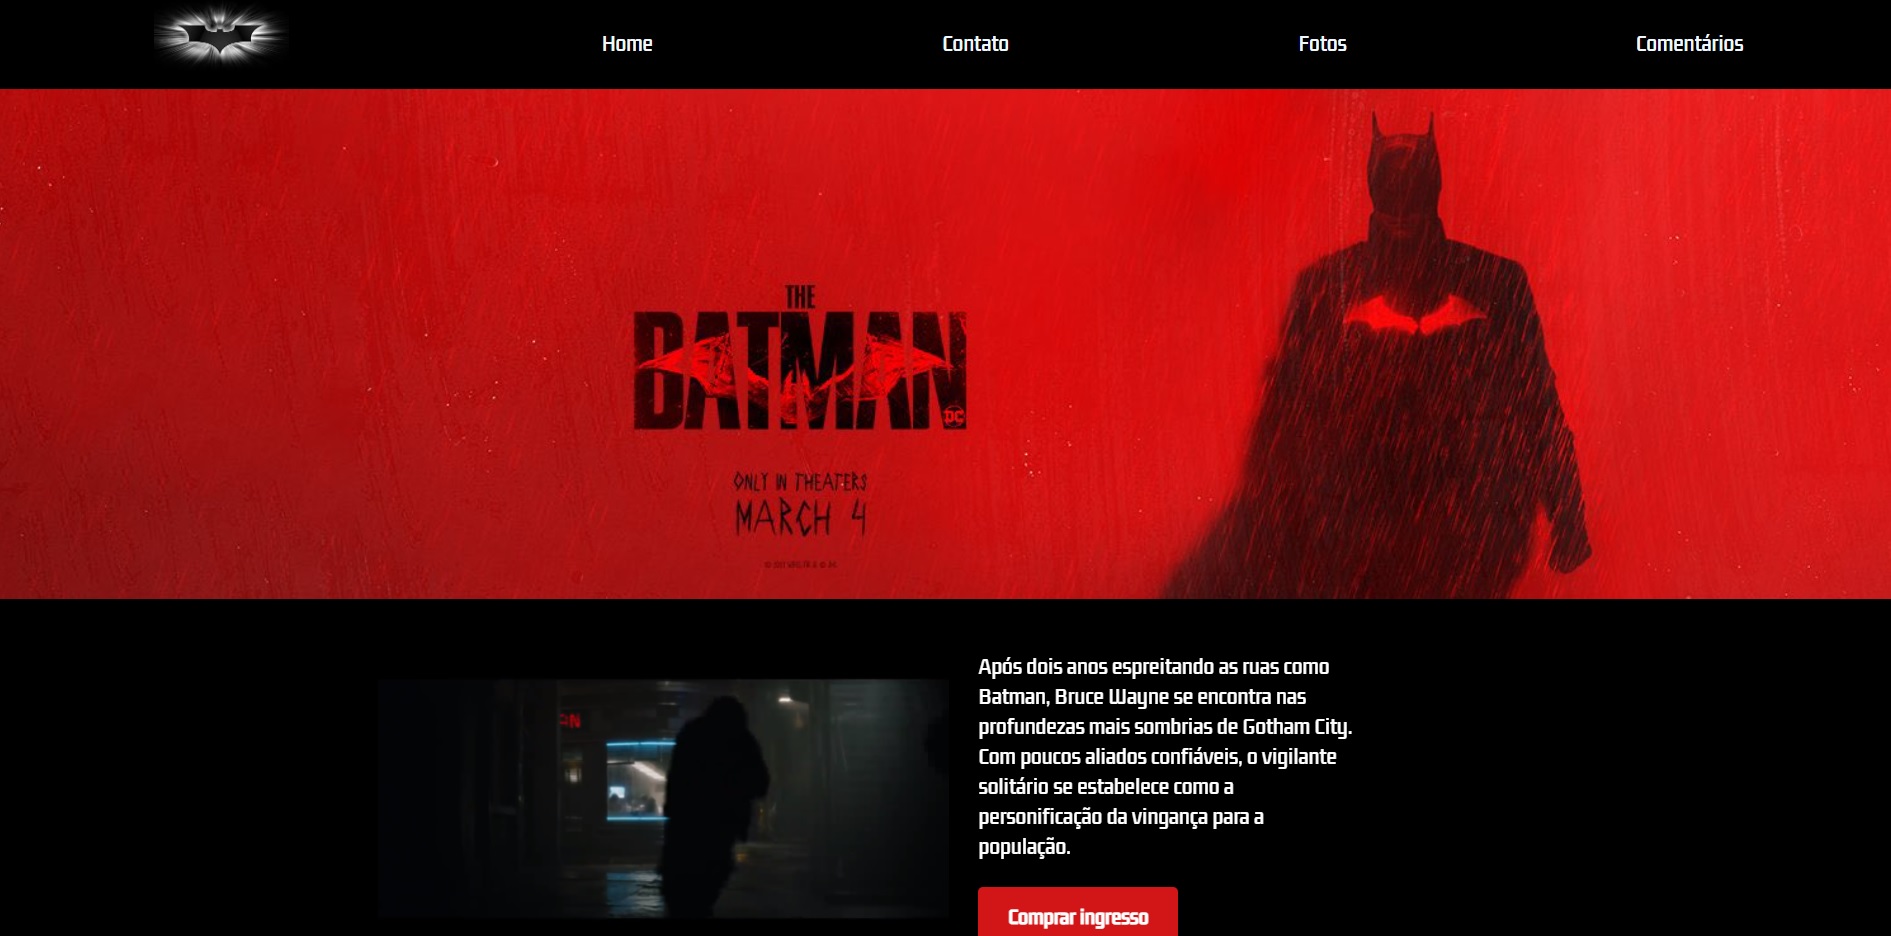 Home
Contato
Fotos
Comentários
THE
BATMAN
DC
ONLY IN THEATERS
MARCH 4
Após dois anos espreitando as ruas como
Batman, Bruce Wayne se encontra nas
profundezas mais sombrias de Gotham City.
Com poucos aliados confiáveis, o vigilante
solitário se estabelece como a
personificação da vingança para a
população.
Comprar ingresso